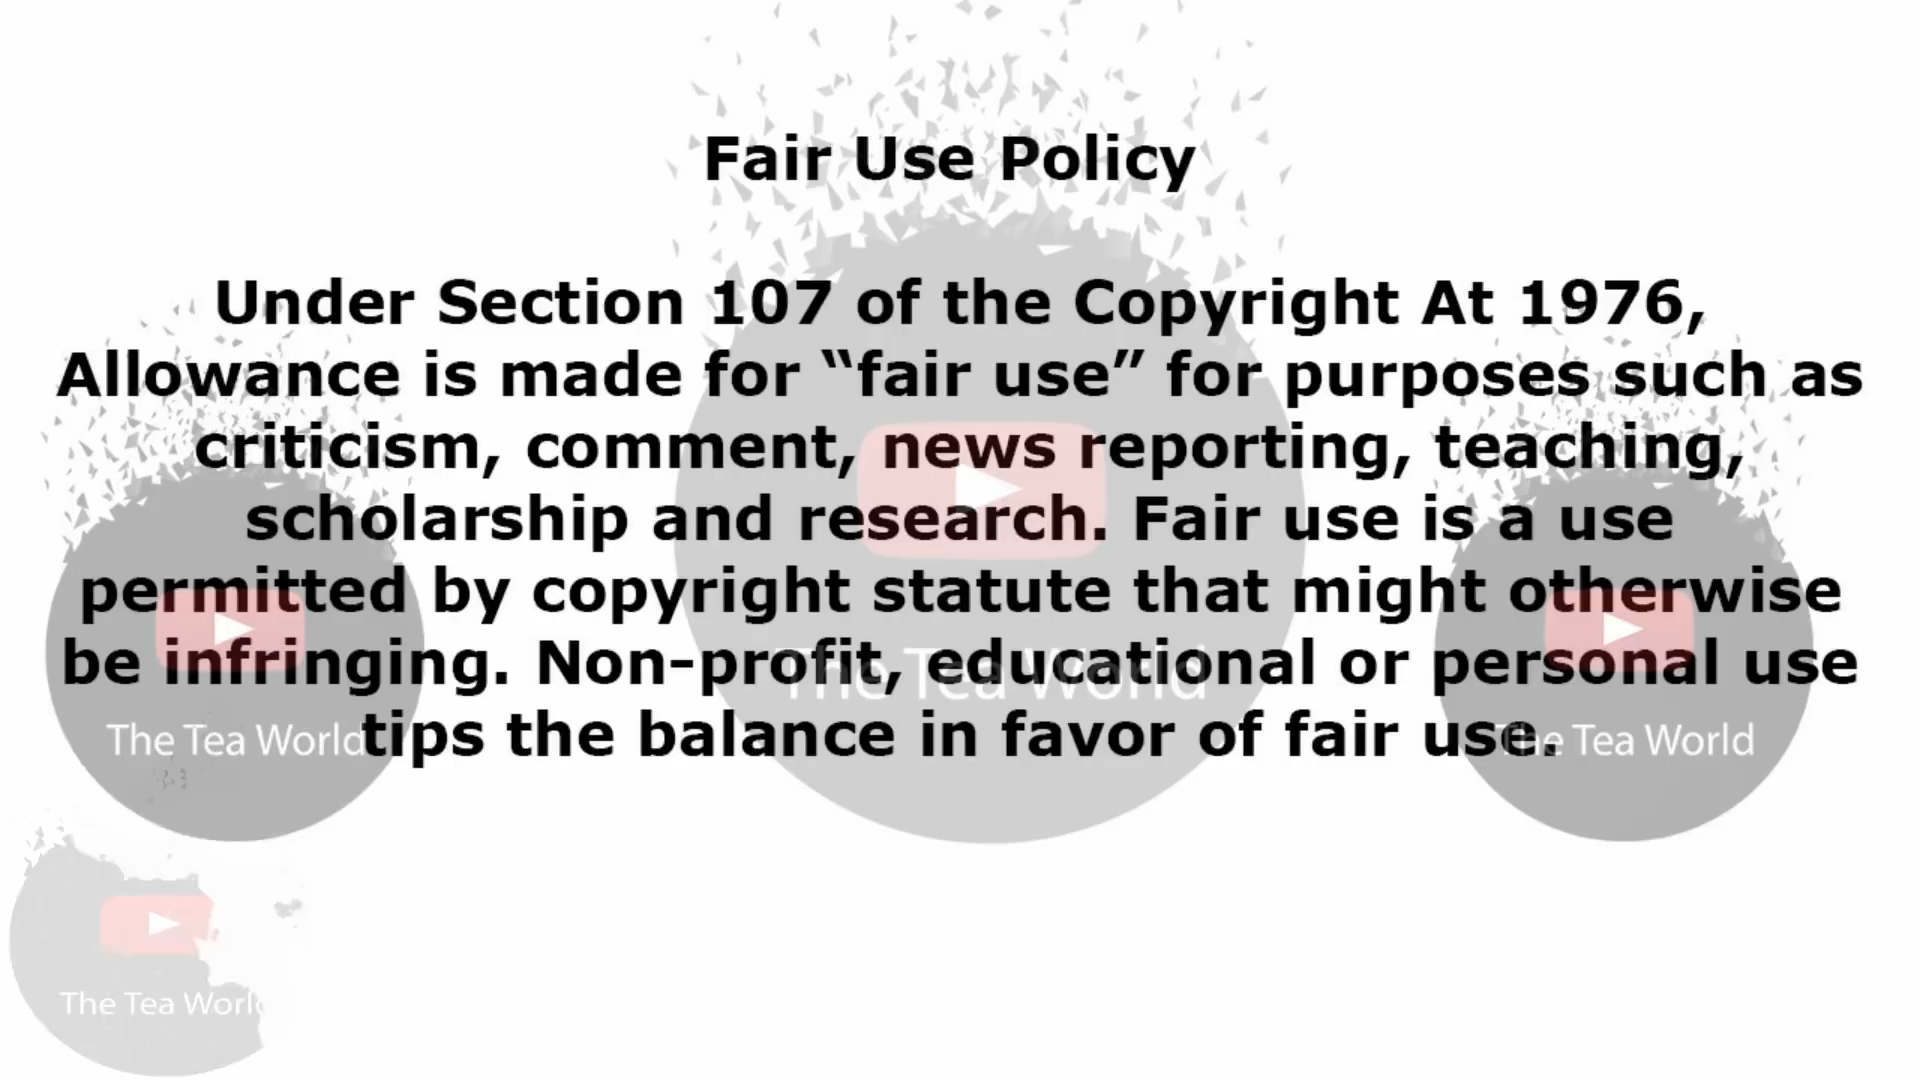 Fair Use Policy
Under Section 107 of the Copyright At 1976,
Allowance is made for “fair use” for purposes such as
criticism, comment, news reporting, teaching,
scholarship and research. Fair use is a use
permitted by copyright statute that might otherwise
be infringing. Non-profit, educational or personal use
tips the balance in favor of fair use.
The Tea World
The Tea World
The Tea World
The Tea World